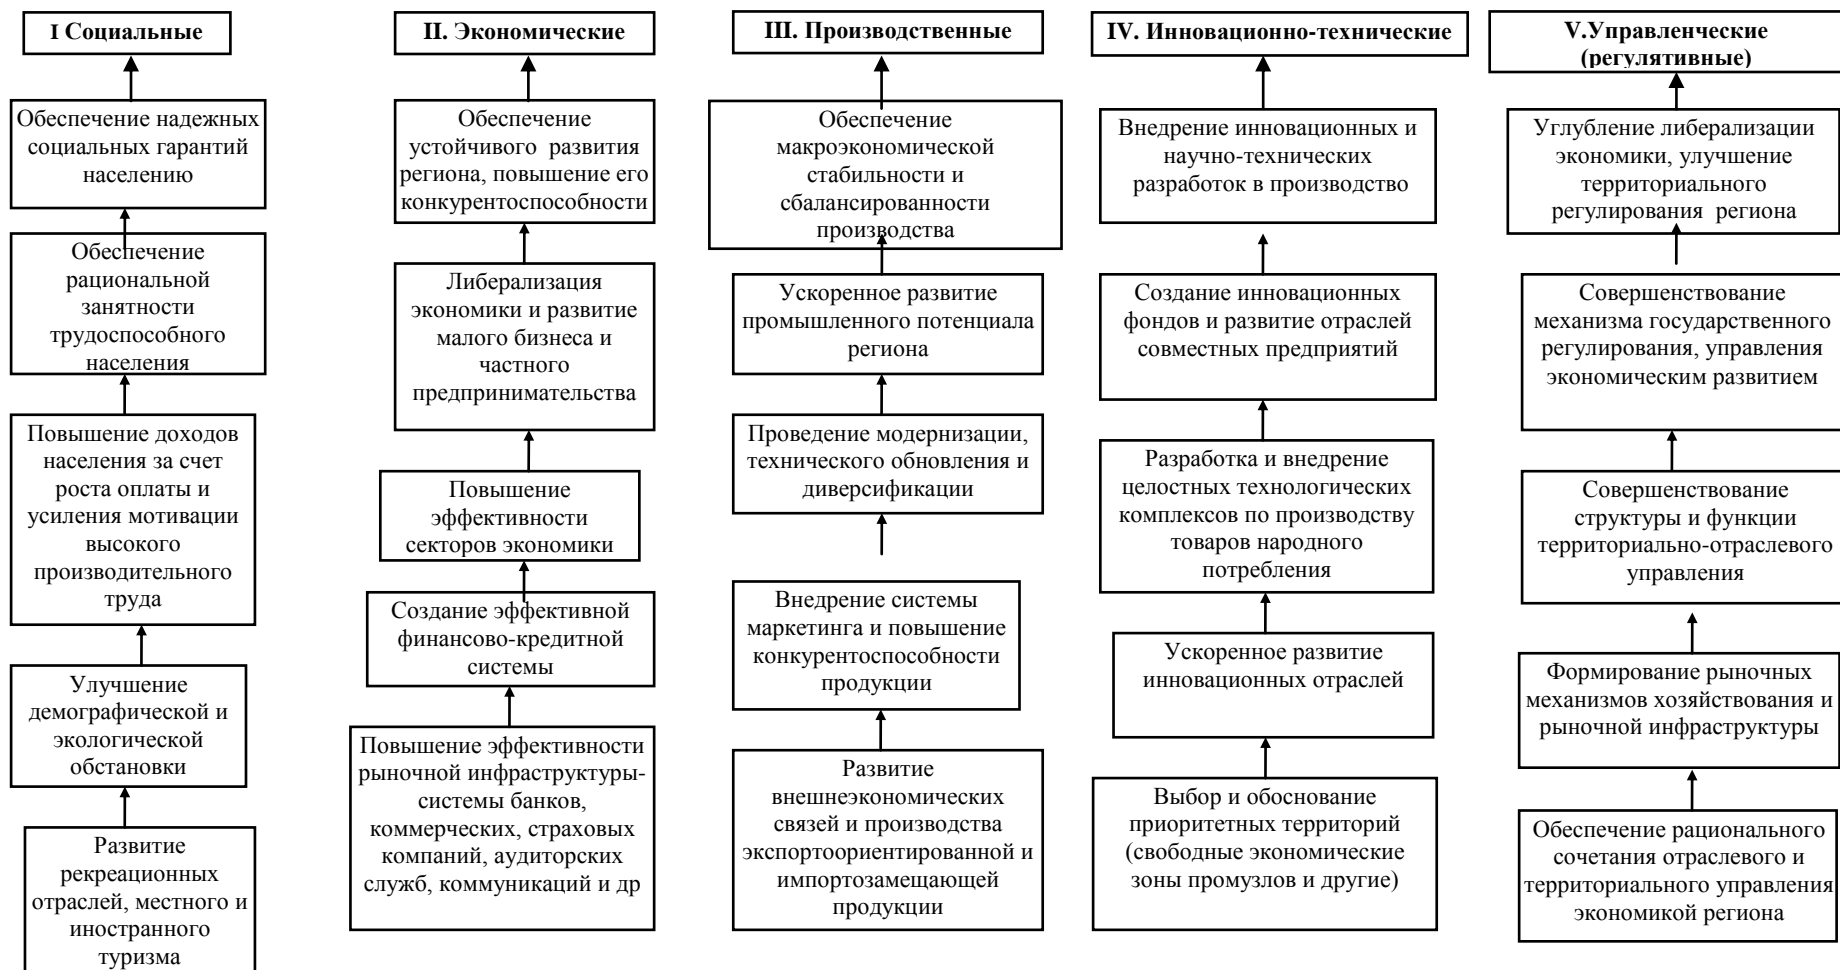 I Социальные
Обеспечение надежных
социальных гарантий
населению
Обеспечение
рациональной
занятности
трудоспособного
населения
Повышение доходов
населения за счет
роста оплаты и
усиления мотивации
высокого
производительного
труда
Улучшение
демографической и
экологической
обстановки
Развитие
рекреационных
отраслей, местного и
иностранного
туризма
II. Экономические
Обеспечение
устойчивого развития
региона, повышение его
конкурентоспособности
Либерализация
экономики и развитие
малого бизнеса и
частного
предпринимательства
Повышение
эффективности
секторов экономики
Создание эффективной
финансово-кредитной
системы
Повышение эффективности
рыночной инфраструктуры-
системы банков,
коммерческих, страховых
компаний, аудиторских
служб, коммуникаций и др
III. Производственные
Обеспечение
макроэкономической
стабильности и
сбалансированности
производства
Ускоренное развитие
промышленного потенциала
региона
Проведение модернизации,
технического обновления и
диверсификации
Внедрение системы
маркетинга и повышение
конкурентоспособности
продукции
Развитие
внешнеэкономических
связей и производства
экспортоориентированной и
импортозамещающей
продукции
IV. Инновационно-технические
Внедрение инновационных и
научно-технических
разработок в производство
Создание инновационных
фондов и развитие отраслей
совместных предприятий
Разработка и внедрение
целостных технологических
комплексов по производству
товаров народного
потребления
Ускоренное развитие
инновационных отраслей
Выбор и обоснование
приоритетных территорий
(свободные экономические
зоны промузлов и другие)
V.Управленческие
(регулятивные)
Углубление либерализации
экономики, улучшение
территориального
регулирования региона
Совершенствование
механизма государственного
регулирования, управления
экономическим развитием
Совершенствование
структуры и функции
территориально-отраслевого
управления
Формирование рыночных
механизмов хозяйствования и
рыночной инфраструктуры
Обеспечение рационального
сочетания отраслевого и
территориального управления
экономикой региона